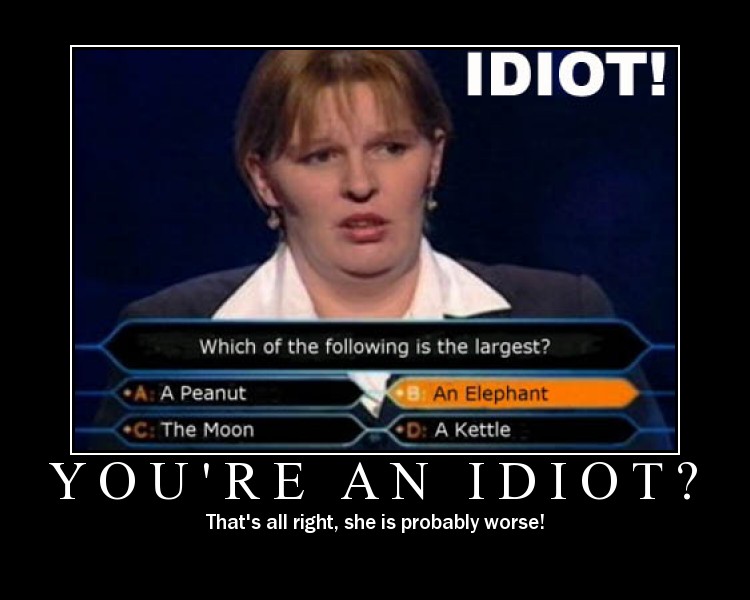 IDIOT!
Which of the following is the largest?
A: A Peanut
B: An Elephant
C: The Moon
D: A Kettle
YOU'RE AN IDIOT?
That's all right, she is probably worse!